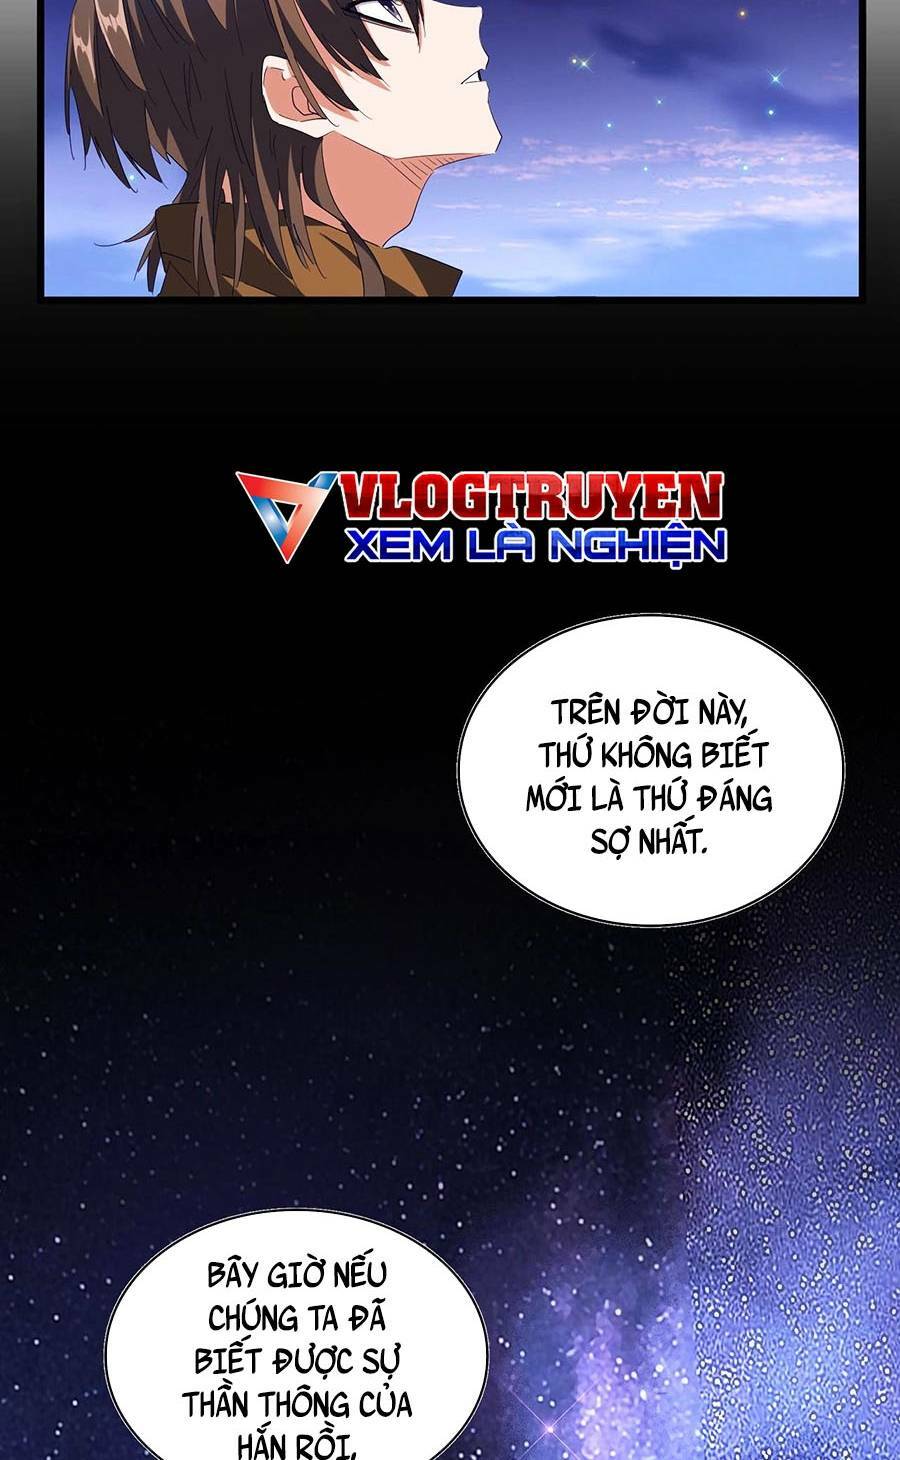 VLOGTRUYEN
XEM LÀ NGHIỆN
TRÊN ĐỜI NÀY,
THỨ KHÔNG BIẾT
MỚI LÀ THỨ ĐÁNG
SỢ NHẤT.
BÂY GIỜ NẾU
CHÚNG TA ĐÃ
BIẾT ĐƯỢC SỰ
THẦN THÔNG CỦA
HẮN RỒI,